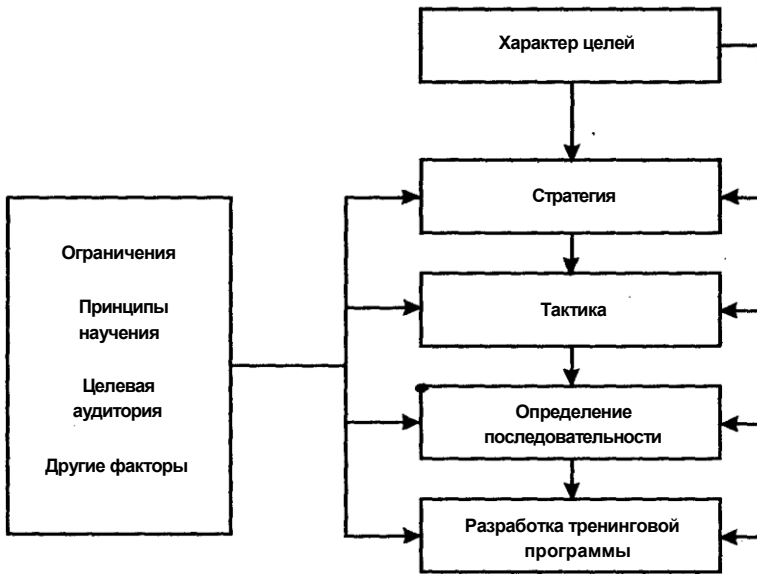 Характер целей
Стратегия
Ограничения
Принципы
научения
Целевая
аудитория
Другие факторы
Тактика
Определение
последовательности
Разработка тренинговой
программы